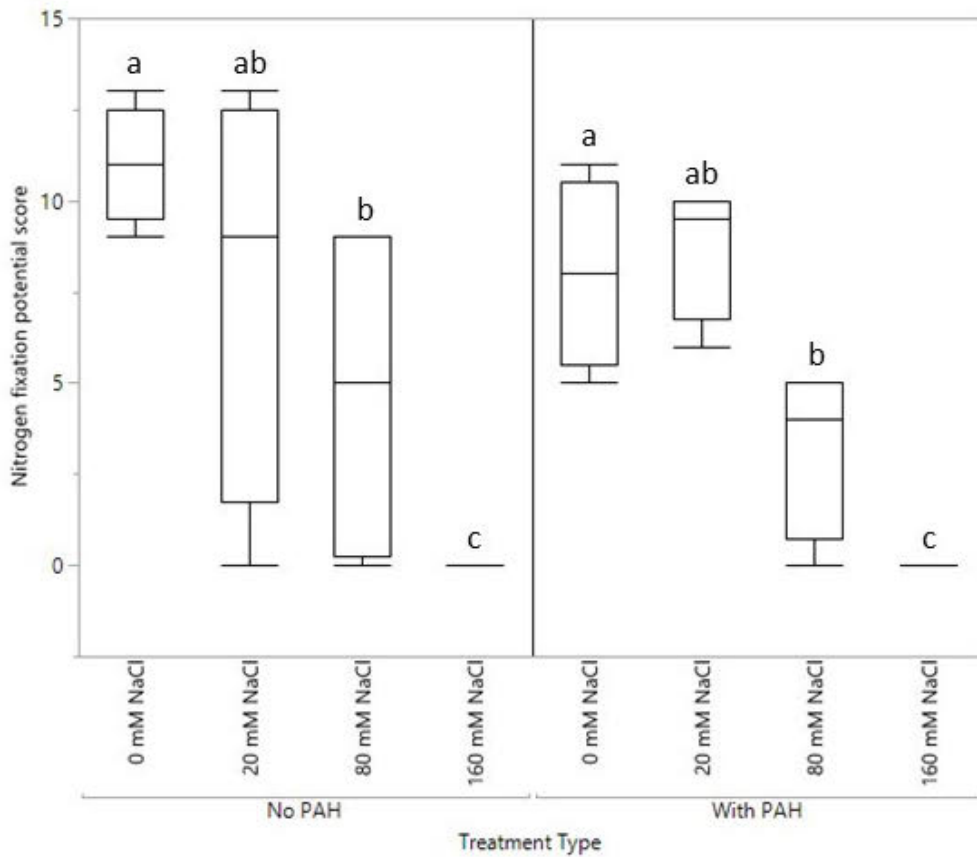 15
10
5
0
Nitrogen fixation potential score
a
ab
b
c
a
ab
b
c
0 mM NaCl
20 mM NaCl
80 mM NaCl
160 mM NaCl
0 mM NaCl
20 mM NaCl
80 mM NaCl
160 mM NaCl
No PAH
With PAH
Treatment Type